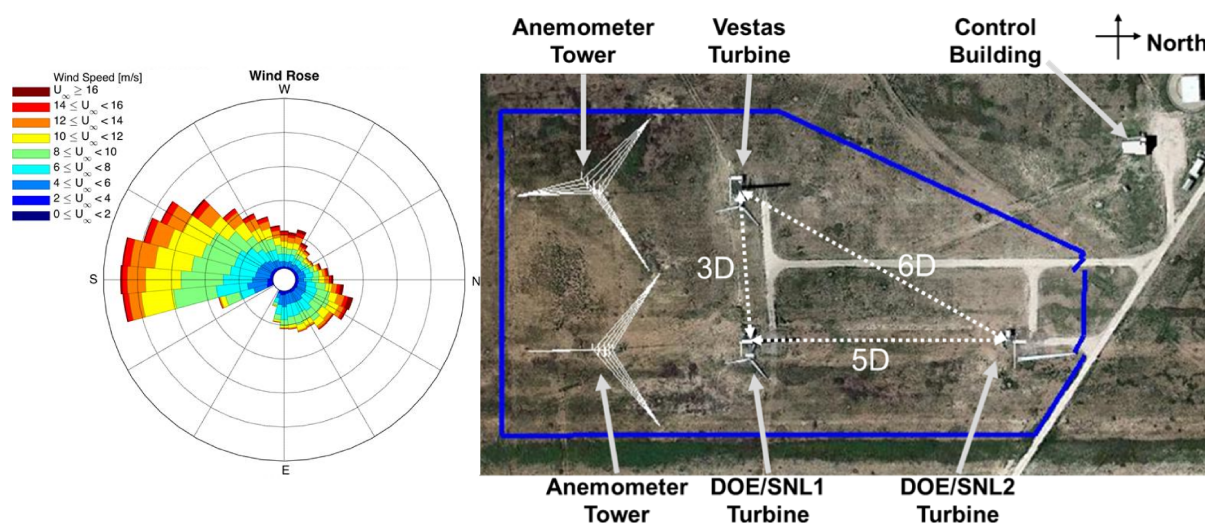 Wind Speed [m/s]
U∞ ≥ 16
14 ≤ U∞ < 16
12 ≤ U∞ < 14
10 ≤ U∞ < 12
8 ≤ U∞ < 10
6 ≤ U∞ < 8
4 ≤ U∞ < 6
2 ≤ U∞ < 4
0 ≤ U∞ < 2
Wind Rose
W
S
N
E
Anemometer
Tower
Vestas
Turbine
Control
Building
North
3D
6D
5D
Anemometer
Tower
DOE/SNL1
Turbine
DOE/SNL2
Turbine